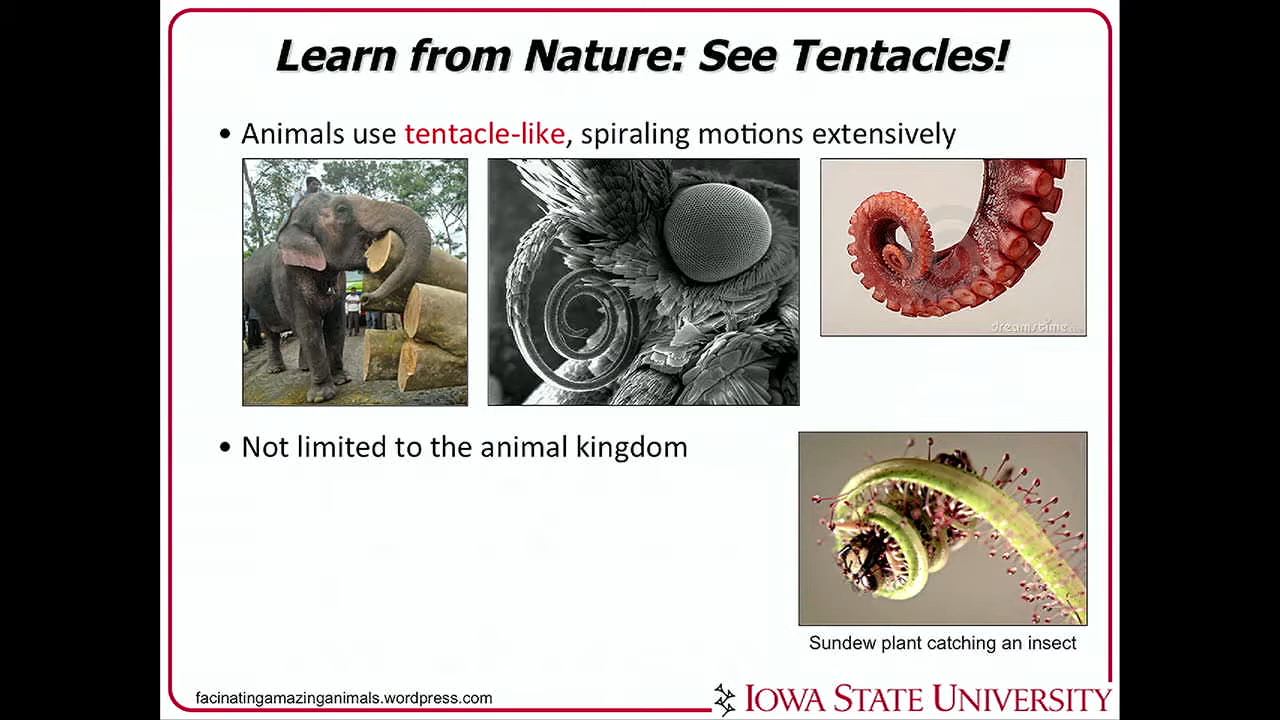 Learn from Nature: See Tentacles!
• Animals use tentacle-like, spiraling motions extensively
dreamstime
• Not limited to the animal kingdom
Sundew plant catching an insect
facinatingamazinganimals.wordpress.com
IOWA STATE UNIVERSITY